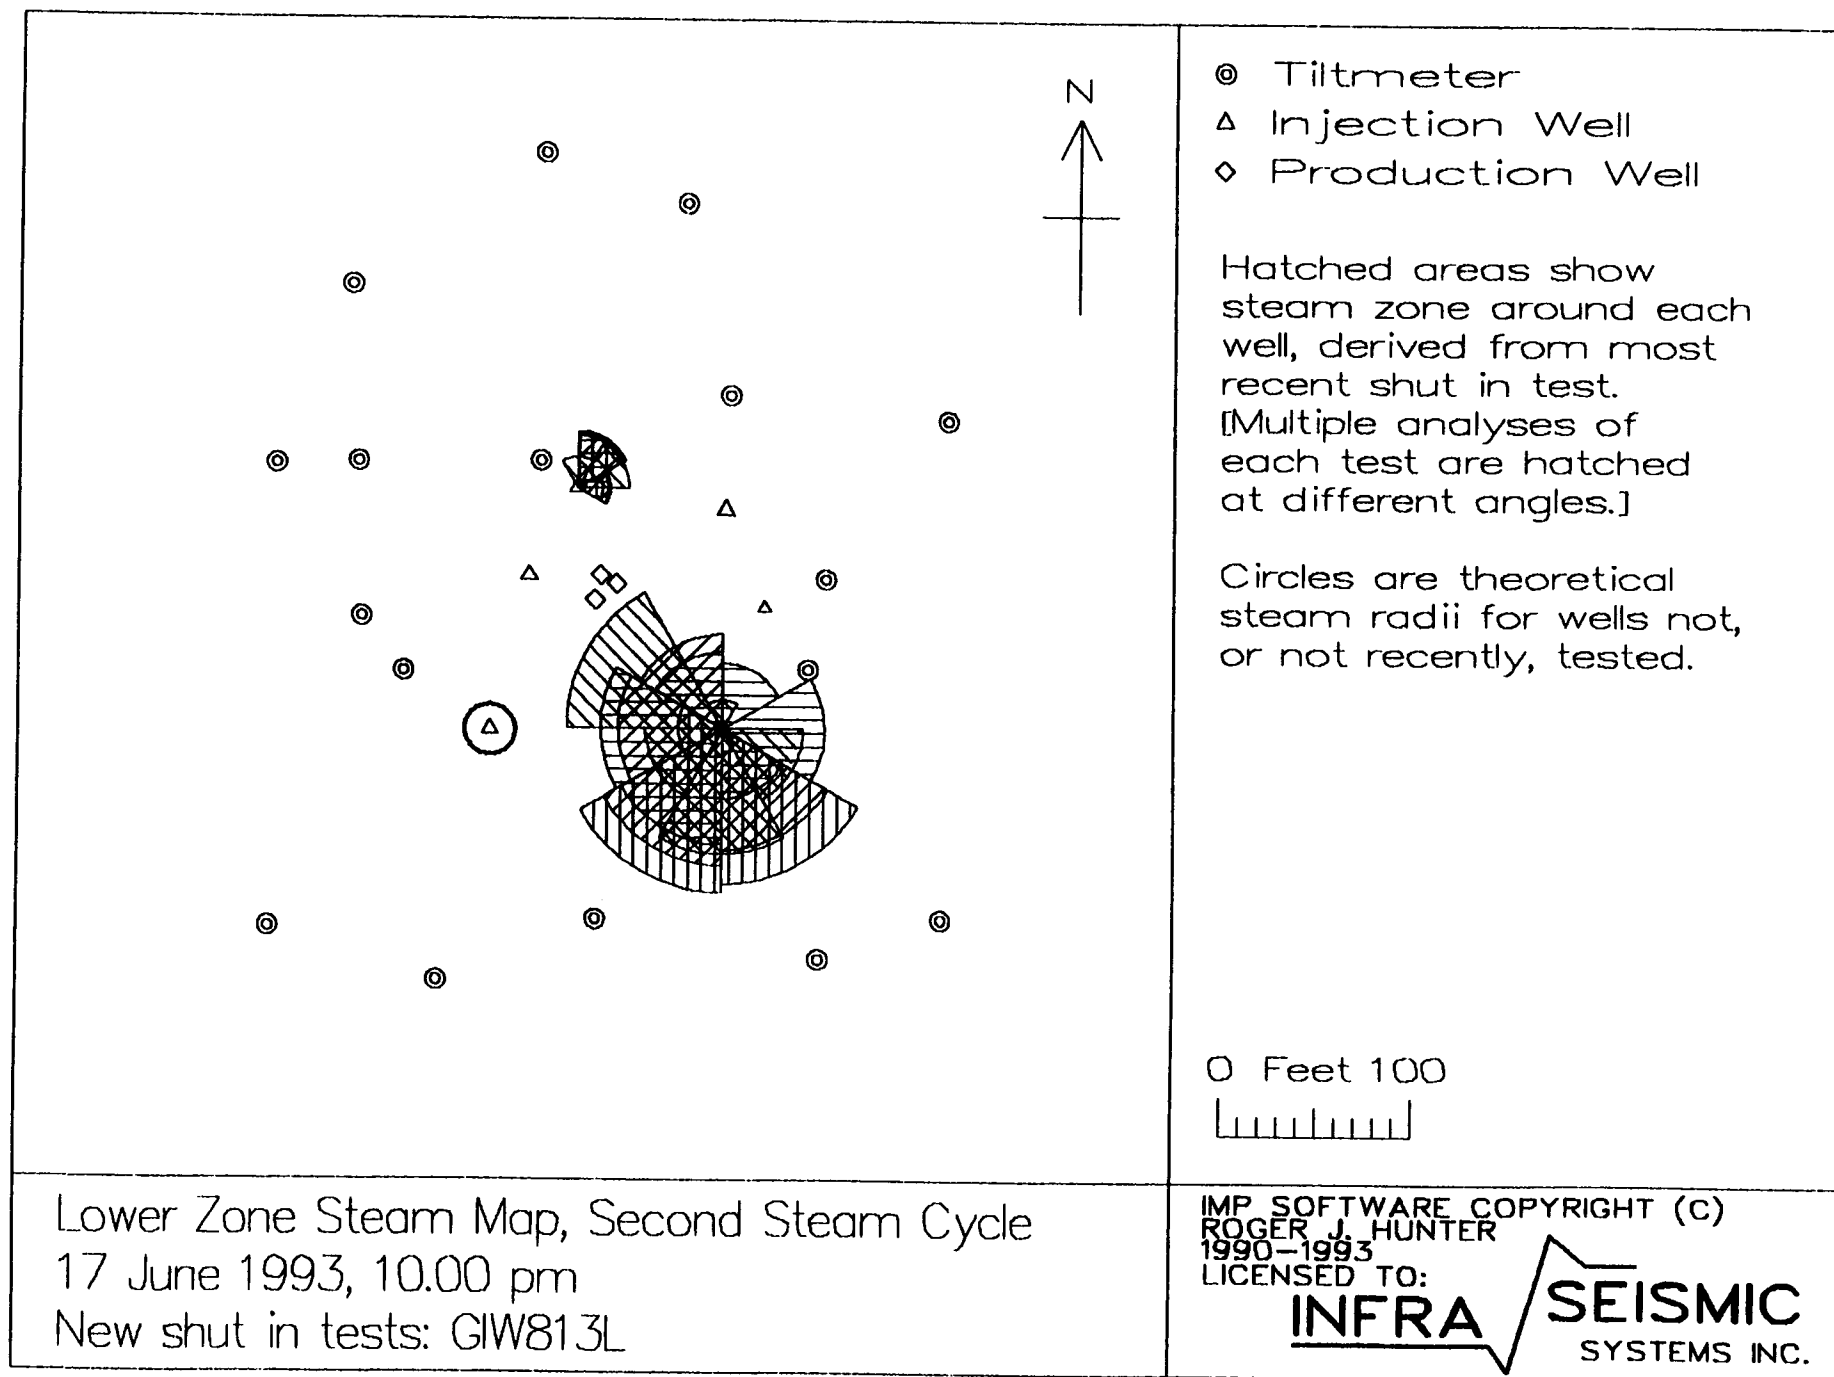 N
Tiltmeter
Injection Well
Production Well
Hatched areas show
steam zone around each
well, derived from most
recent shut in test.
[Multiple analyses of
each test are hatched
at different angles.]
Circles are theoretical
steam radii for wells not,
or not recently, tested.
0 Feet 100
Lower Zone Steam Map, Second Steam Cycle
17 June 1993, 10.00 pm
New shut in tests: GIW813L
IMP SOFTWARE COPYRIGHT (C)
ROGER J. HUNTER
1990-1993
LICENSED TO:
INFRA SEISMIC
SYSTEMS INC.